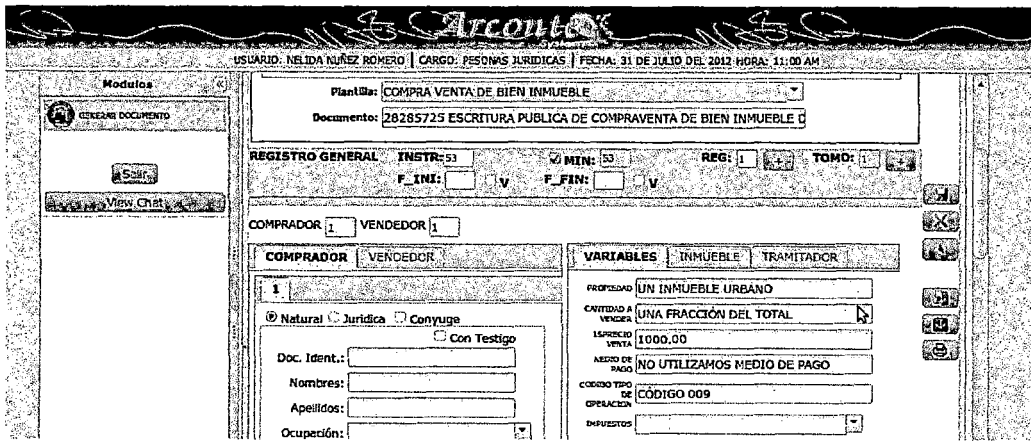 Arcontex
Systems
USUARIO: NELIDA NUÑEZ ROMERO | CARGO: PESONAS JURIDICAS | FECHA: 31 DE JULIO DEL 2012 HORA: 11:00 AM
Modulos
GENERAR DOCUMENTO
Salir
View Chat
Plantilla: COMPRA VENTA DE BIEN INMUEBLE
Documento: 28285725 ESCRITURA PUBLICA DE COMPRAVENTA DE BIEN INMUEBLE D
REGISTRO GENERAL INSTR: 53 MIN: 53 REG: 1 + TOMO: 1
F_INI: V F_FIN: V
COMPRADOR 1 VENDEDOR 1
COMPRADOR VENDEDOR
1
Natural Juridica Conyuge
Con Testigo
Doc. Ident.:
Nombres:
Apellidos:
Ocupación:
VARIABLES INMUEBLE TRAMITADOR
PROPIEDAD UN INMUEBLE URBANO
CANTIDAD A VENDER UNA FRACCIÓN DEL TOTAL
PRECIO VENTA 1000.00
MEDIO DE PAGO NO UTILIZAMOS MEDIO DE PAGO
CODIGO TIPO DE OPERACION CÓDIGO 009
IMPUESTOS